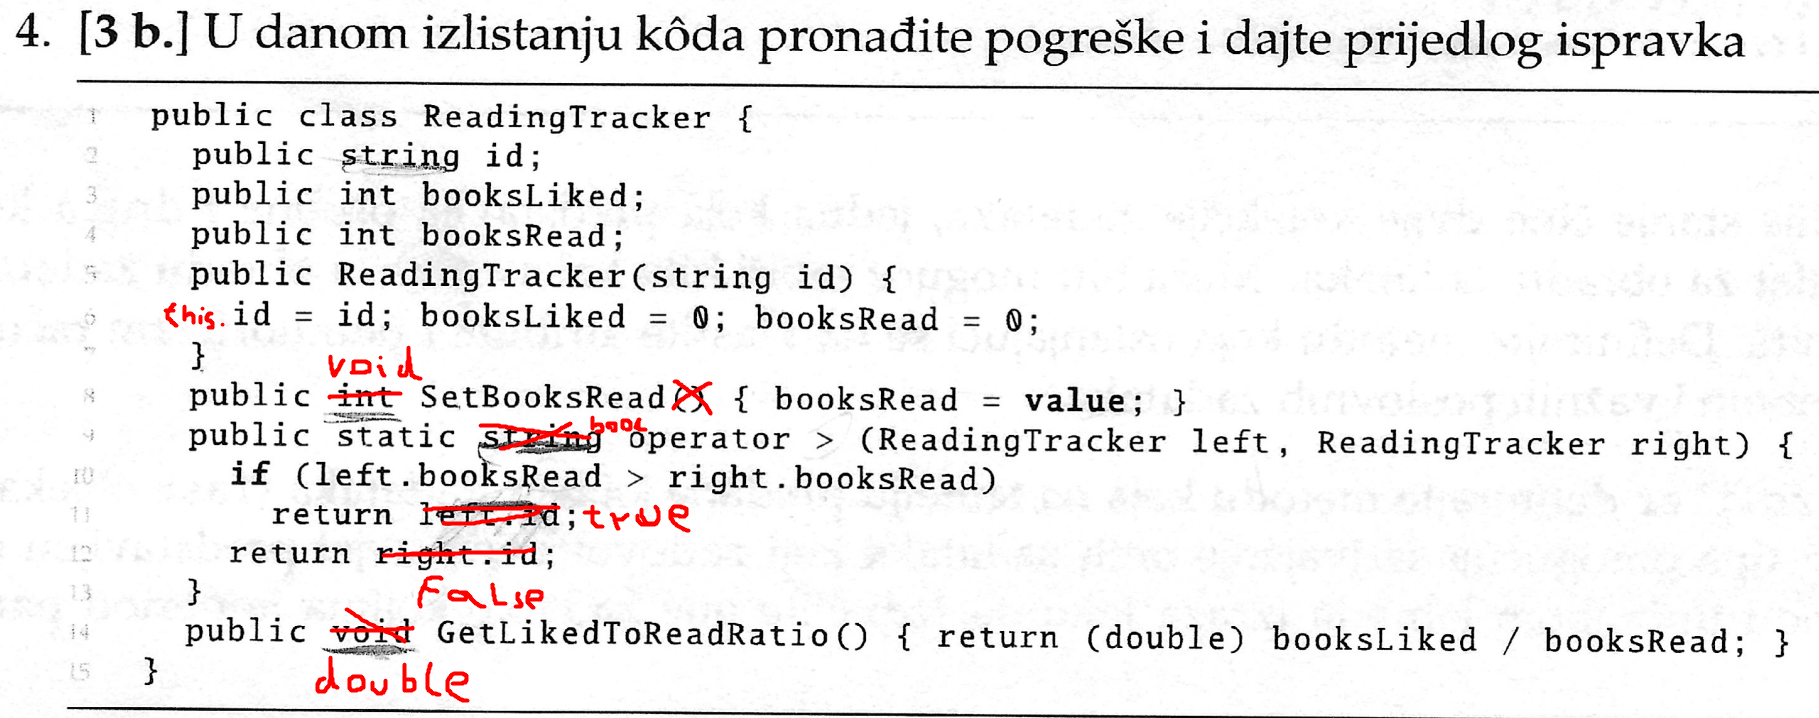 4. [3 b.] U danom izlistanju kôda pronađite pogreške i dajte prijedlog ispravka
1 public class ReadingTracker {
2 public string id;
3 public int booksLiked;
4 public int booksRead;
5 public ReadingTracker(string id) {
6 this. id = id; booksLiked = 0; booksRead = 0;
7 }
void
8 public int SetBooksRead() { booksRead = value; }
bool
9 public static string operator > (ReadingTracker left, ReadingTracker right) {
10 if (left.booksRead > right.booksRead)
11 return left.id; true
12 return right.id;
13 }
False
14 public void GetLikedToReadRatio() { return (double) booksLiked / booksRead; }
15 }
double